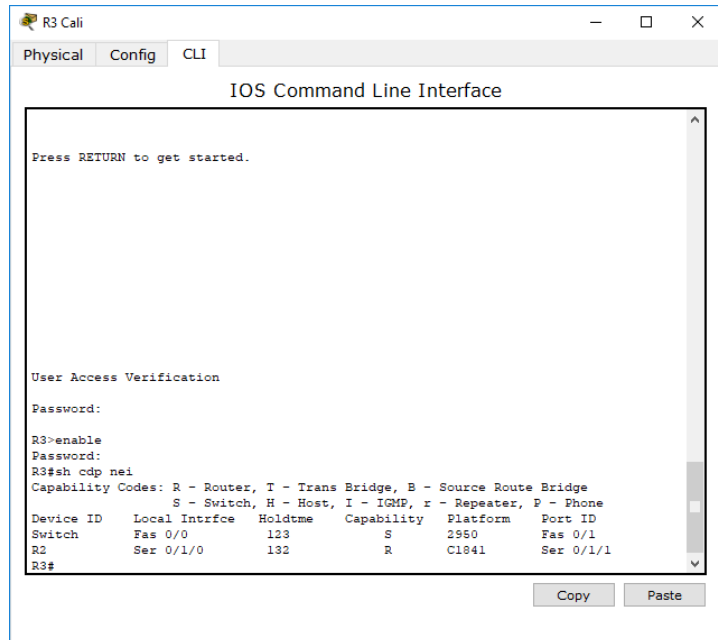 R3 Cali
Physical Config CLI
IOS Command Line Interface
Press RETURN to get started.
User Access Verification
Password:
R3>enable
Password:
R3#sh cdp nei
Capability Codes: R - Router, T - Trans Bridge, B - Source Route Bridge
                  S - Switch, H - Host, I - IGMP, r - Repeater, P - Phone
Device ID    Local Intrfce   Holdtme    Capability   Platform    Port ID
Switch       Fas 0/0          123            S       2950        Fas 0/1
R2           Ser 0/1/0        132            R       C1841       Ser 0/1/1
R3#
Copy Paste